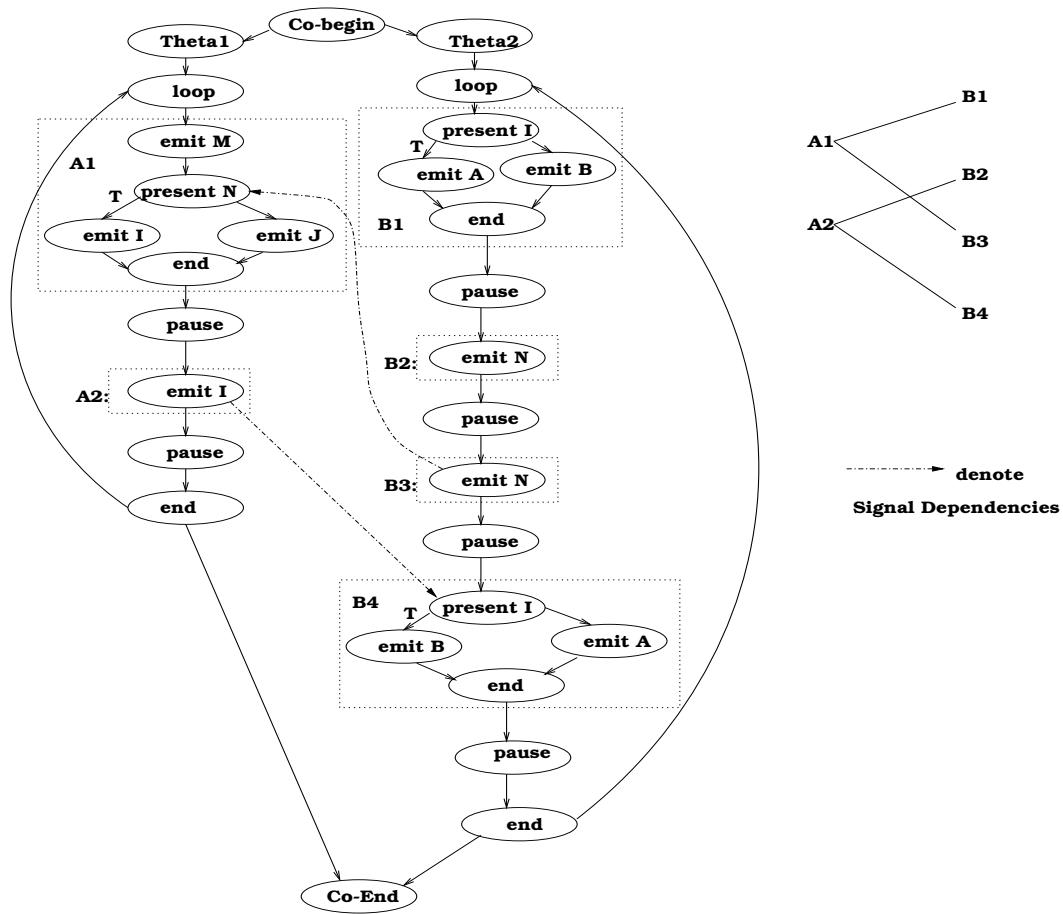 Co-begin
Theta1
Theta2
loop
loop
B1
emit M
present I
A1
A1
T
emit A
emit B
B2
T
present N
end
B1
A2
emit I
emit J
B3
end
pause
B4
pause
B2:
emit N
A2:
emit I
pause
pause
B3:
emit N
denote
end
Signal Dependencies
pause
B4
present I
T
emit B
emit A
end
pause
end
Co-End